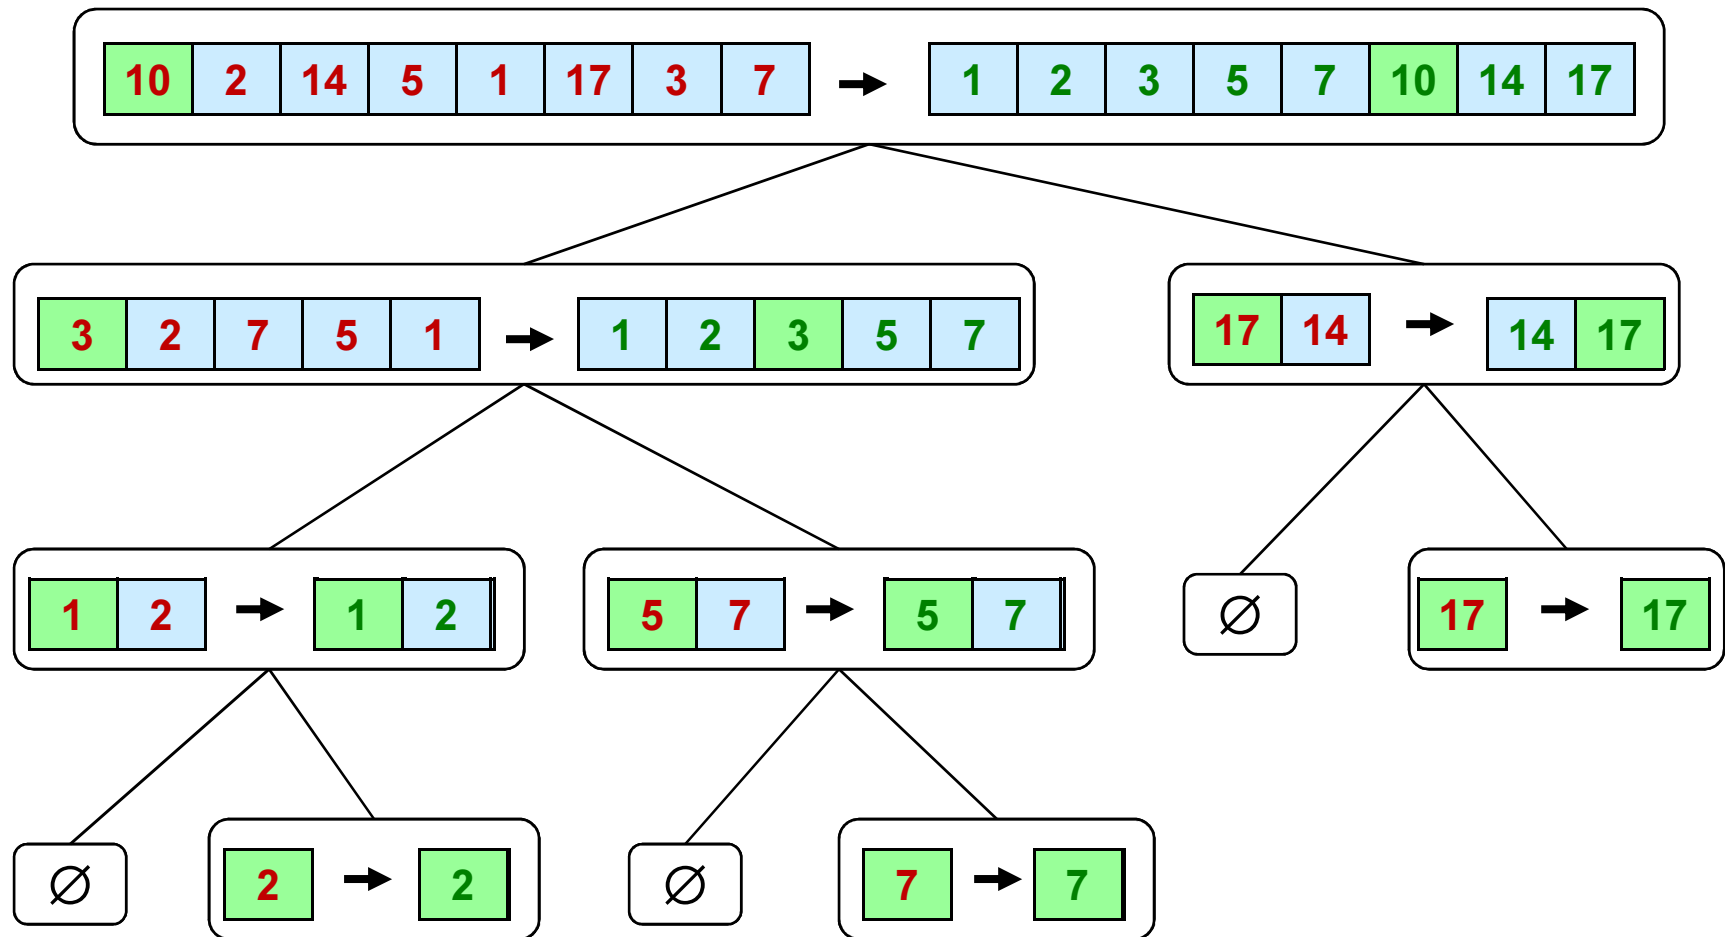 10 2 14 5 1 17 3 7 → 1 2 3 5 7 10 14 17
3 2 7 5 1 → 1 2 3 5 7
17 14 → 14 17
1 2 → 1 2
5 7 → 5 7
∅
17 → 17
∅
2 → 2
∅
7 → 7